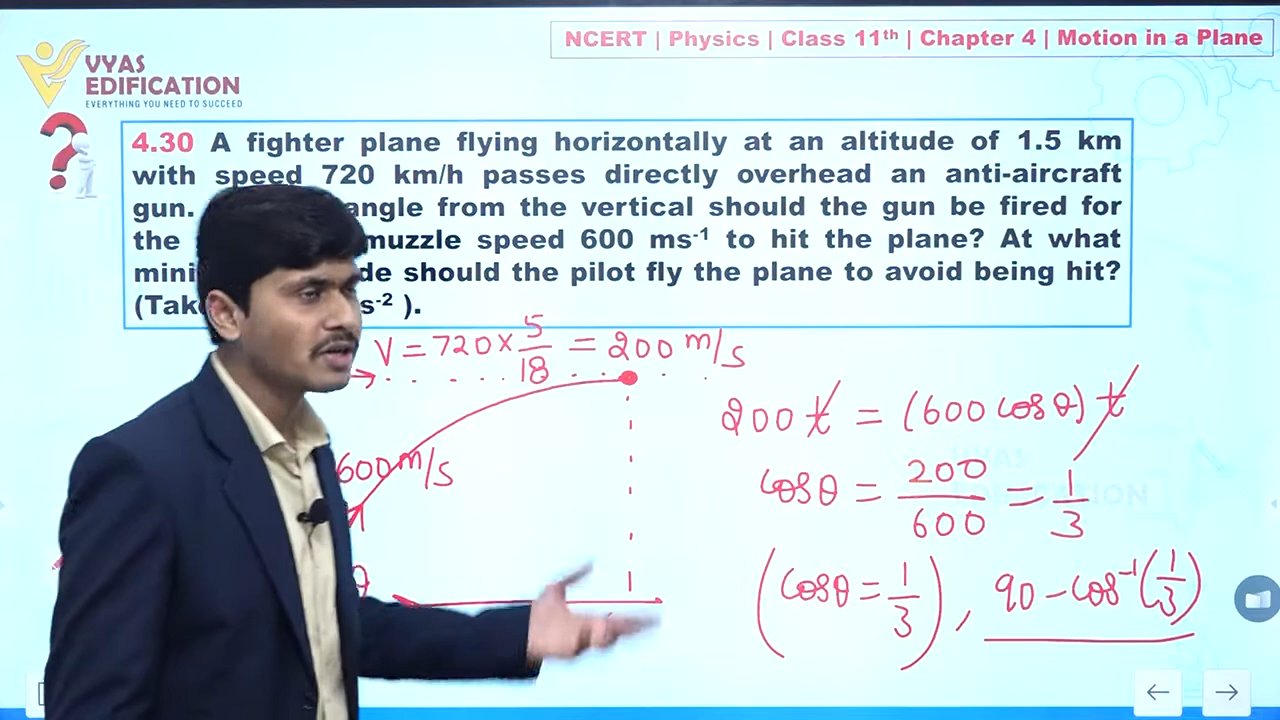 NCERT | Physics | Class 11th | Chapter 4 | Motion in a Plane
VYAS
EDIFICATION
EVERYTHING YOU NEED TO SUCCEED
4.30 A fighter plane flying horizontally at an altitude of 1.5 km
with speed 720 km/h passes directly overhead an anti-aircraft
gun. angle from the vertical should the gun be fired for
the muzzle speed 600 ms⁻¹ to hit the plane? At what
mini de should the pilot fly the plane to avoid being hit?
(Tak s⁻² ).
V = 720 × 5/18 = 200 m/s
600 m/s
θ
200 t = (600 cos θ) t
cos θ = 200/600 = 1/3
(cos θ = 1/3), 90 − cos⁻¹(1/3)